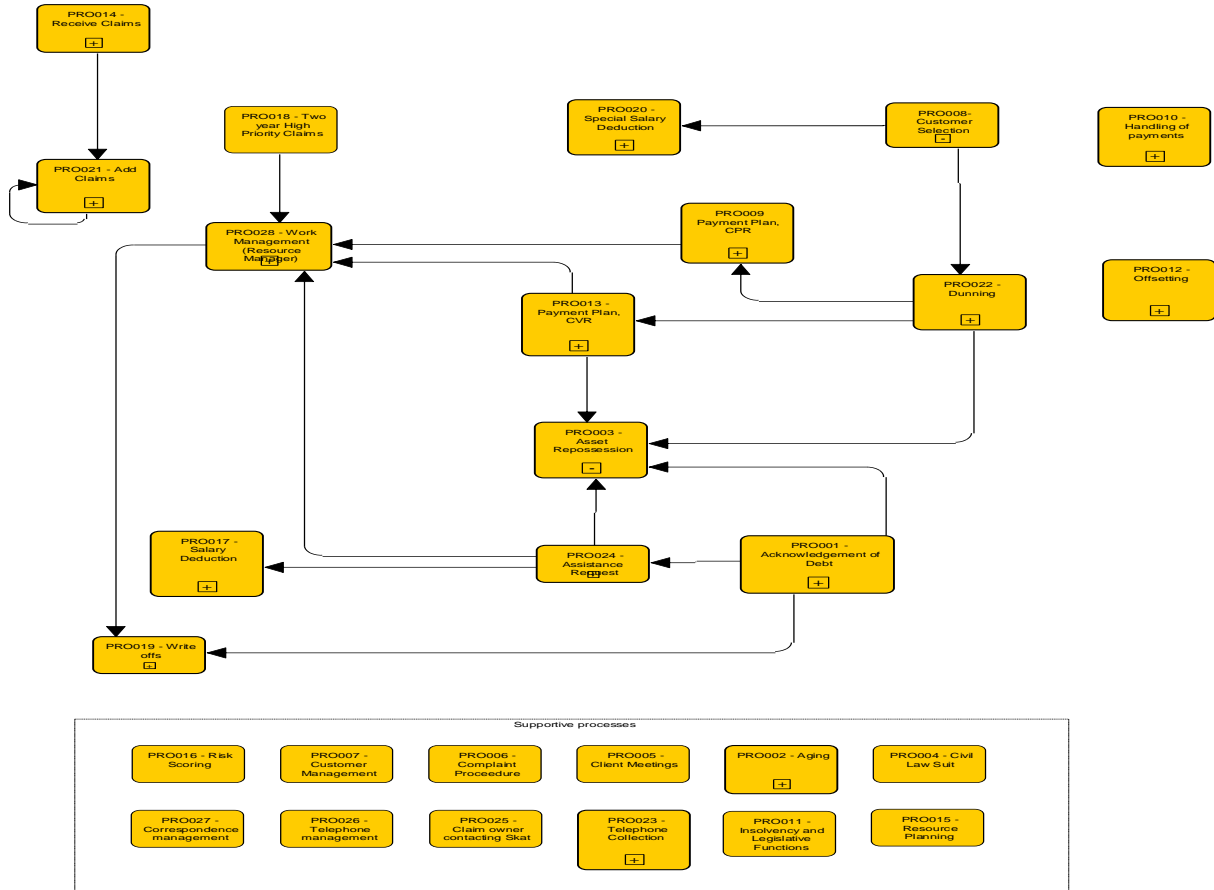 PRO014 -
Receive Claims
+
PRO018 - Two
year High
Priority Claims
PRO020 -
Special Salary
Deduction
+
PRO008-
Customer
Selection
-
PRO010 -
Handling of
payments
+
PRO021 - Add
Claims
+
PRO028 - Work
Management
(Resource
Manager)
+
PRO009
Payment Plan,
CPR
+
PRO012 -
Offsetting
+
PRO022 -
Dunning
+
PRO013 -
Payment Plan,
CVR
+
PRO003 -
Asset
Repossession
-
PRO017 -
Salary
Deduction
+
PRO024 -
Assistance
Request
+
PRO001 -
Acknowledgement of
Debt
+
PRO019 - Write
offs
+
Supportive processes
PRO016 - Risk
Scoring
PRO007 -
Customer
Management
PRO006 -
Complaint
Proceedure
PRO005 -
Client Meetings
PRO002 - Aging
+
PRO004 - Civil
Law Suit
PRO027 -
Correspondence
management
PRO026 -
Telephone
management
PRO025 -
Claim owner
contacting Skat
PRO023 -
Telephone
Collection
+
PRO011 -
Insolvency and
Legislative
Functions
PRO015 -
Resource
Planning